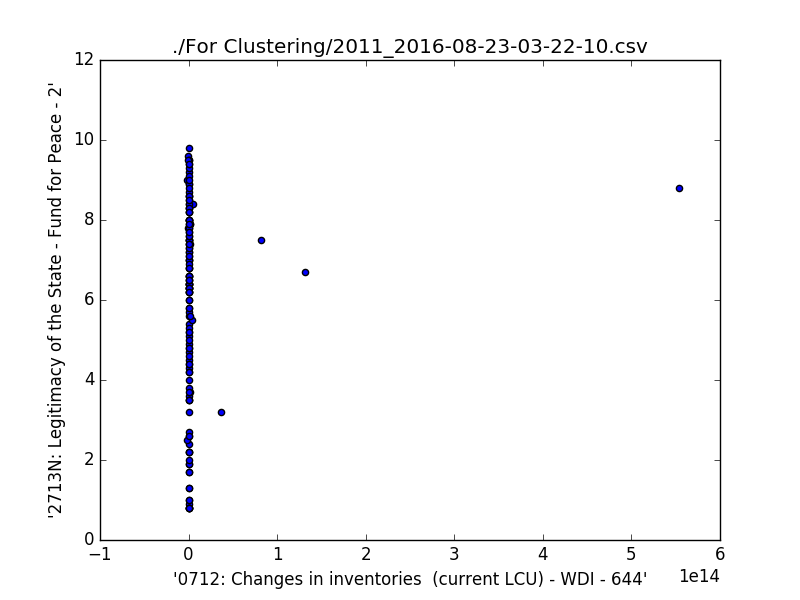 ./For Clustering/2011_2016-08-23-03-22-10.csv
12
10
8
6
4
2
0
'2713N: Legitimacy of the State - Fund for Peace - 2'
−1 0 1 2 3 4 5 6
1e14
'0712: Changes in inventories  (current LCU) - WDI - 644'